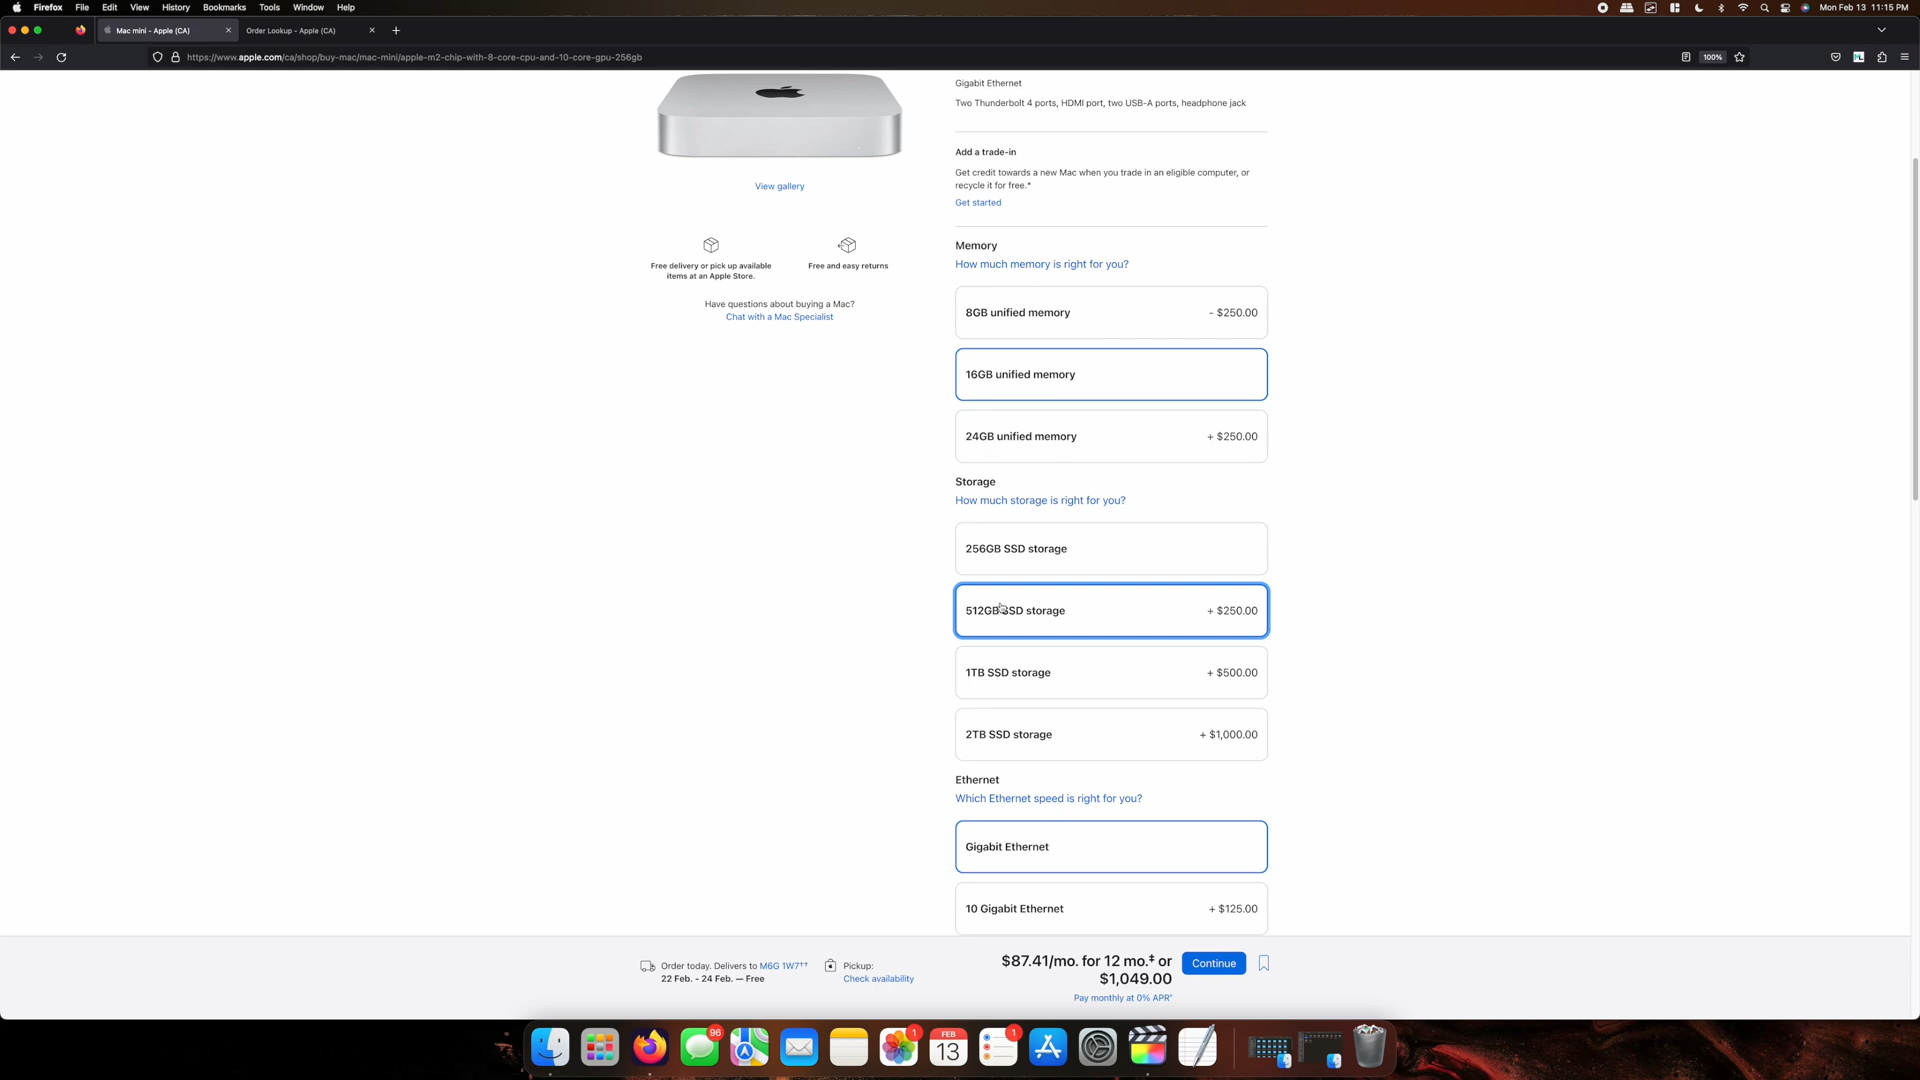 Firefox File Edit View History Bookmarks Tools Window Help Mon Feb 13 11:15 PM
Mac mini - Apple (CA) Order Lookup - Apple (CA)
https://www.apple.com/ca/shop/buy-mac/mac-mini/apple-m2-chip-with-8-core-cpu-and-10-core-gpu-256gb 100%
Gigabit Ethernet
Two Thunderbolt 4 ports, HDMI port, two USB-A ports, headphone jack
Add a trade-in
Get credit towards a new Mac when you trade in an eligible computer, or
recycle it for free.*
Get started
View gallery
Free delivery or pick up available
items at an Apple Store.
Free and easy returns
Have questions about buying a Mac?
Chat with a Mac Specialist
Memory
How much memory is right for you?
8GB unified memory - $250.00
16GB unified memory
24GB unified memory + $250.00
Storage
How much storage is right for you?
256GB SSD storage
512GB SSD storage + $250.00
1TB SSD storage + $500.00
2TB SSD storage + $1,000.00
Ethernet
Which Ethernet speed is right for you?
Gigabit Ethernet
10 Gigabit Ethernet + $125.00
Order today. Delivers to M6G 1W7††
22 Feb. - 24 Feb. — Free
Pickup:
Check availability
$87.41/mo. for 12 mo.‡ or
$1,049.00
Pay monthly at 0% APR*
Continue
96
1
FEB
13
1